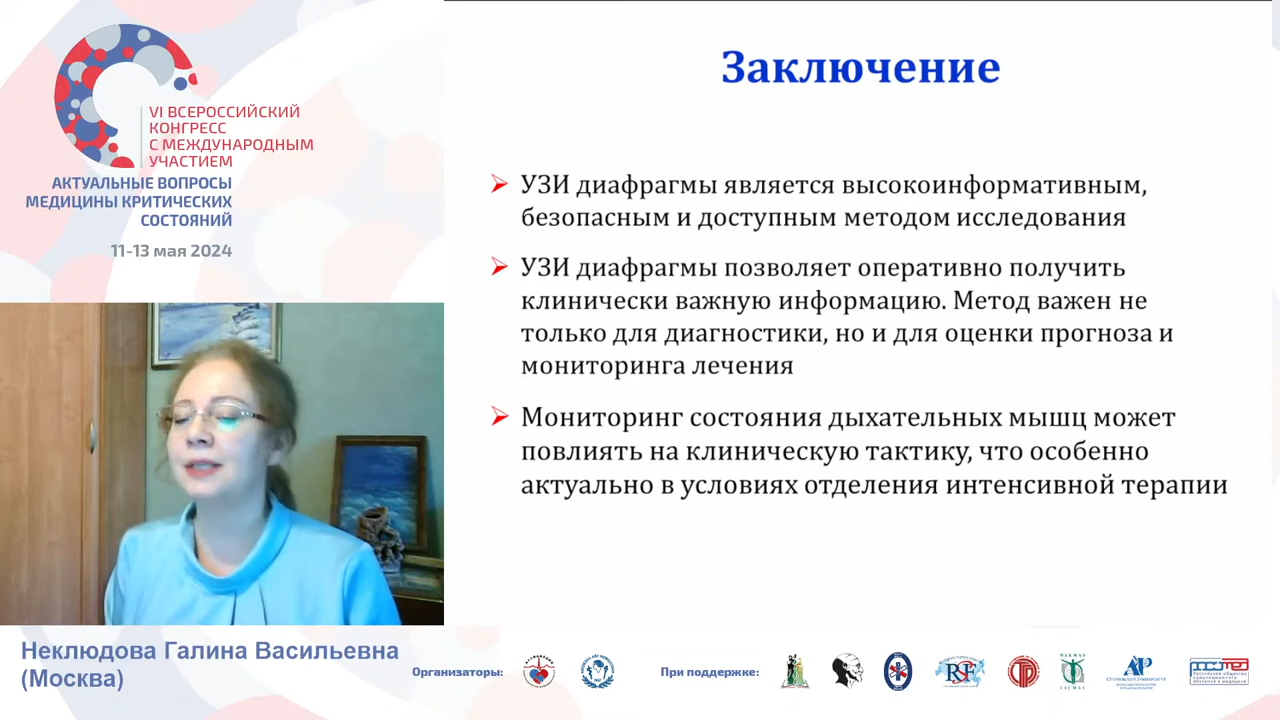 VI ВСЕРОССИЙСКИЙ
КОНГРЕСС
С МЕЖДУНАРОДНЫМ
УЧАСТИЕМ
АКТУАЛЬНЫЕ ВОПРОСЫ
МЕДИЦИНЫ КРИТИЧЕСКИХ
СОСТОЯНИЙ
11-13 мая 2024
Заключение
УЗИ диафрагмы является высокоинформативным,
безопасным и доступным методом исследования
УЗИ диафрагмы позволяет оперативно получить
клинически важную информацию. Метод важен не
только для диагностики, но и для оценки прогноза и
мониторинга лечения
Мониторинг состояния дыхательных мышц может
повлиять на клиническую тактику, что особенно
актуально в условиях отделения интенсивной терапии
Неклюдова Галина Васильевна
(Москва)
Организаторы:
При поддержке: